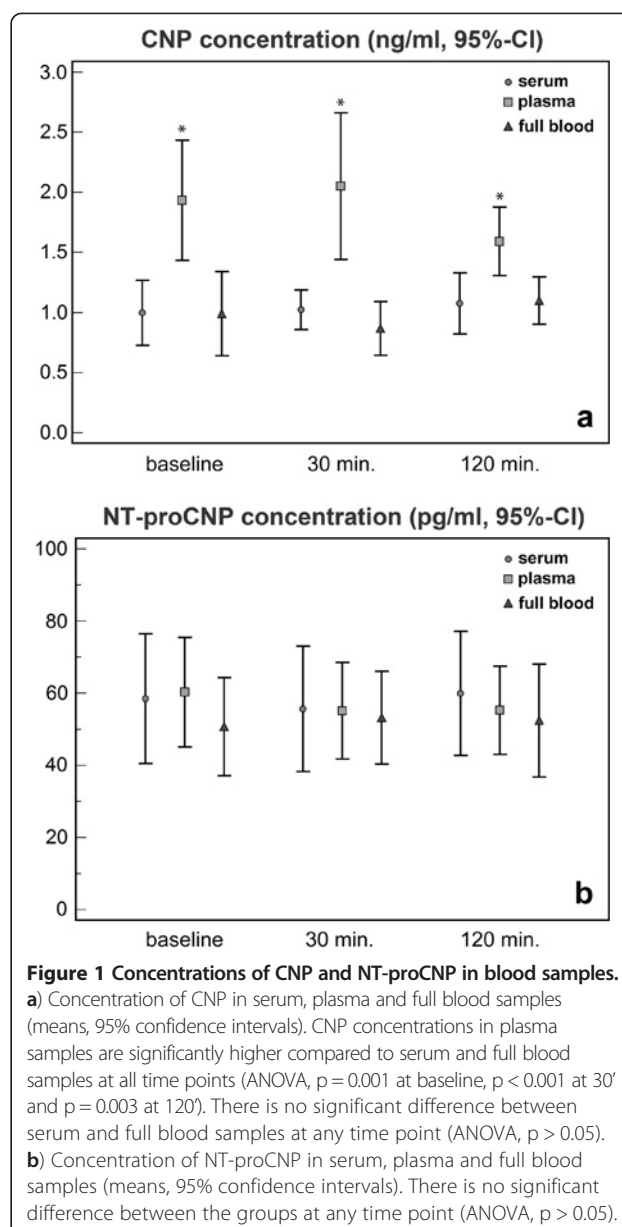 CNP concentration (ng/ml, 95%-CI)
3.0
2.5
2.0
1.5
1.0
0.5
0.0
serum
plasma
full blood
*
*
*
a
baseline 30 min. 120 min.
NT-proCNP concentration (pg/ml, 95%-CI)
100
80
60
40
20
0
serum
plasma
full blood
b
baseline 30 min. 120 min.
Figure 1 Concentrations of CNP and NT-proCNP in blood samples.
a) Concentration of CNP in serum, plasma and full blood samples
(means, 95% confidence intervals). CNP concentrations in plasma
samples are significantly higher compared to serum and full blood
samples at all time points (ANOVA, p = 0.001 at baseline, p < 0.001 at 30′
and p = 0.003 at 120′). There is no significant difference between
serum and full blood samples at any time point (ANOVA, p > 0.05).
b) Concentration of NT-proCNP in serum, plasma and full blood
samples (means, 95% confidence intervals). There is no significant
difference between the groups at any time point (ANOVA, p > 0.05).